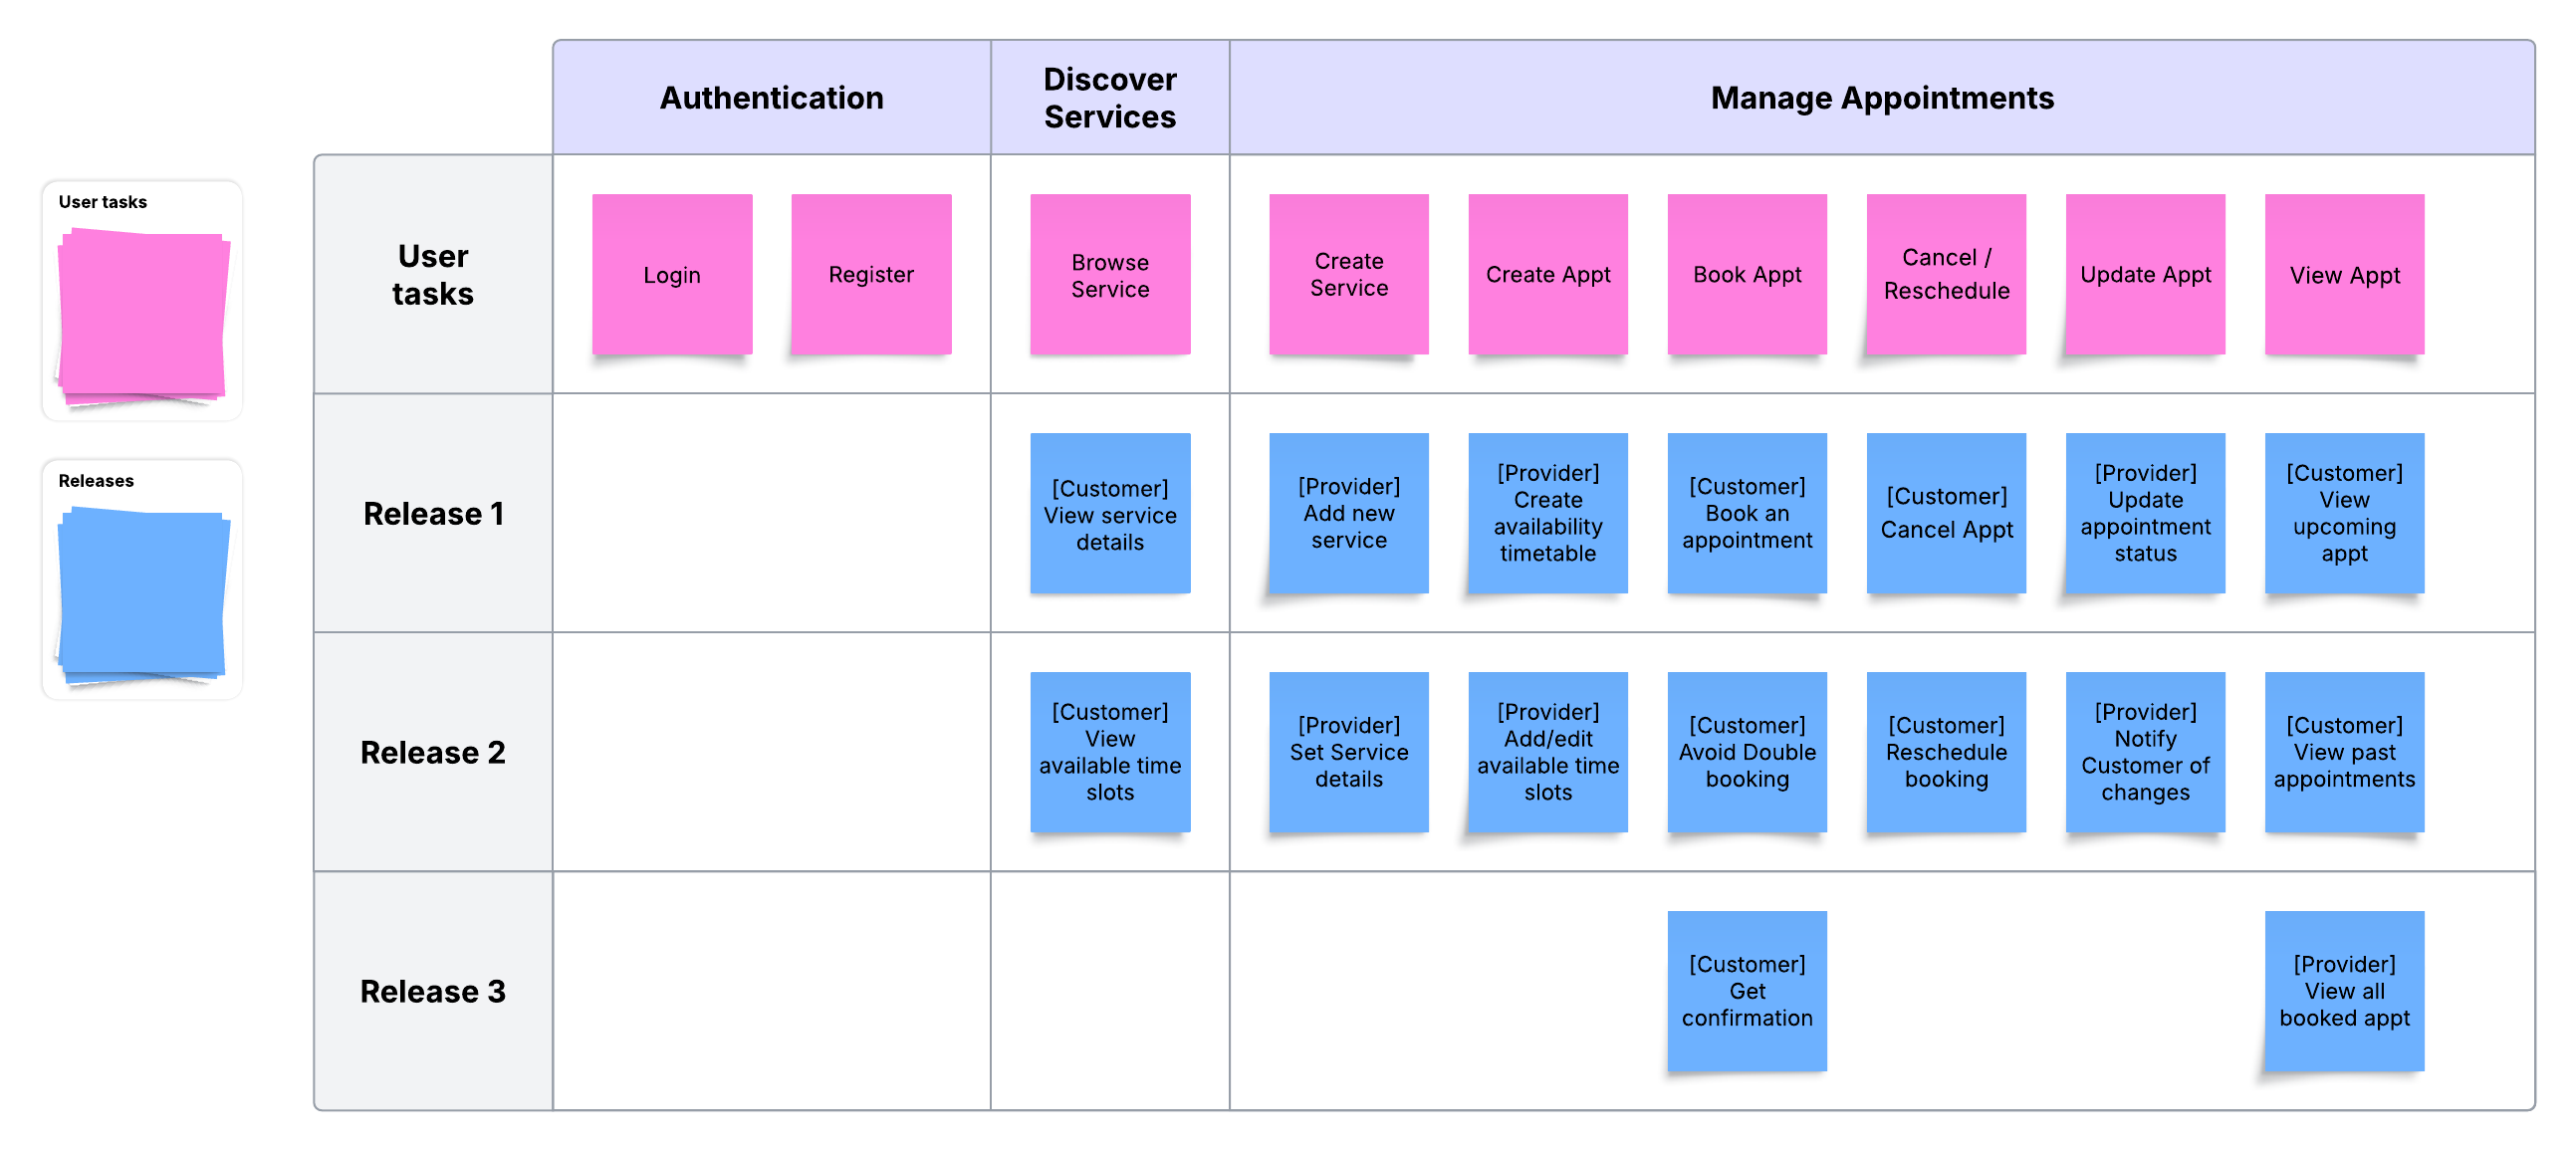 Authentication
Discover
Services
Manage Appointments
User tasks
User
tasks
Login
Register
Browse
Service
Create
Service
Create Appt
Book Appt
Cancel /
Reschedule
Update Appt
View Appt
Releases
Release 1
[Customer]
View service
details
[Provider]
Add new
service
[Provider]
Create
availability
timetable
[Customer]
Book an
appointment
[Customer]
Cancel Appt
[Provider]
Update
appointment
status
[Customer]
View
upcoming
appt
Release 2
[Customer]
View
available time
slots
[Provider]
Set Service
details
[Provider]
Add/edit
available time
slots
[Customer]
Avoid Double
booking
[Customer]
Reschedule
booking
[Provider]
Notify
Customer of
changes
[Customer]
View past
appointments
Release 3
[Customer]
Get
confirmation
[Provider]
View all
booked appt